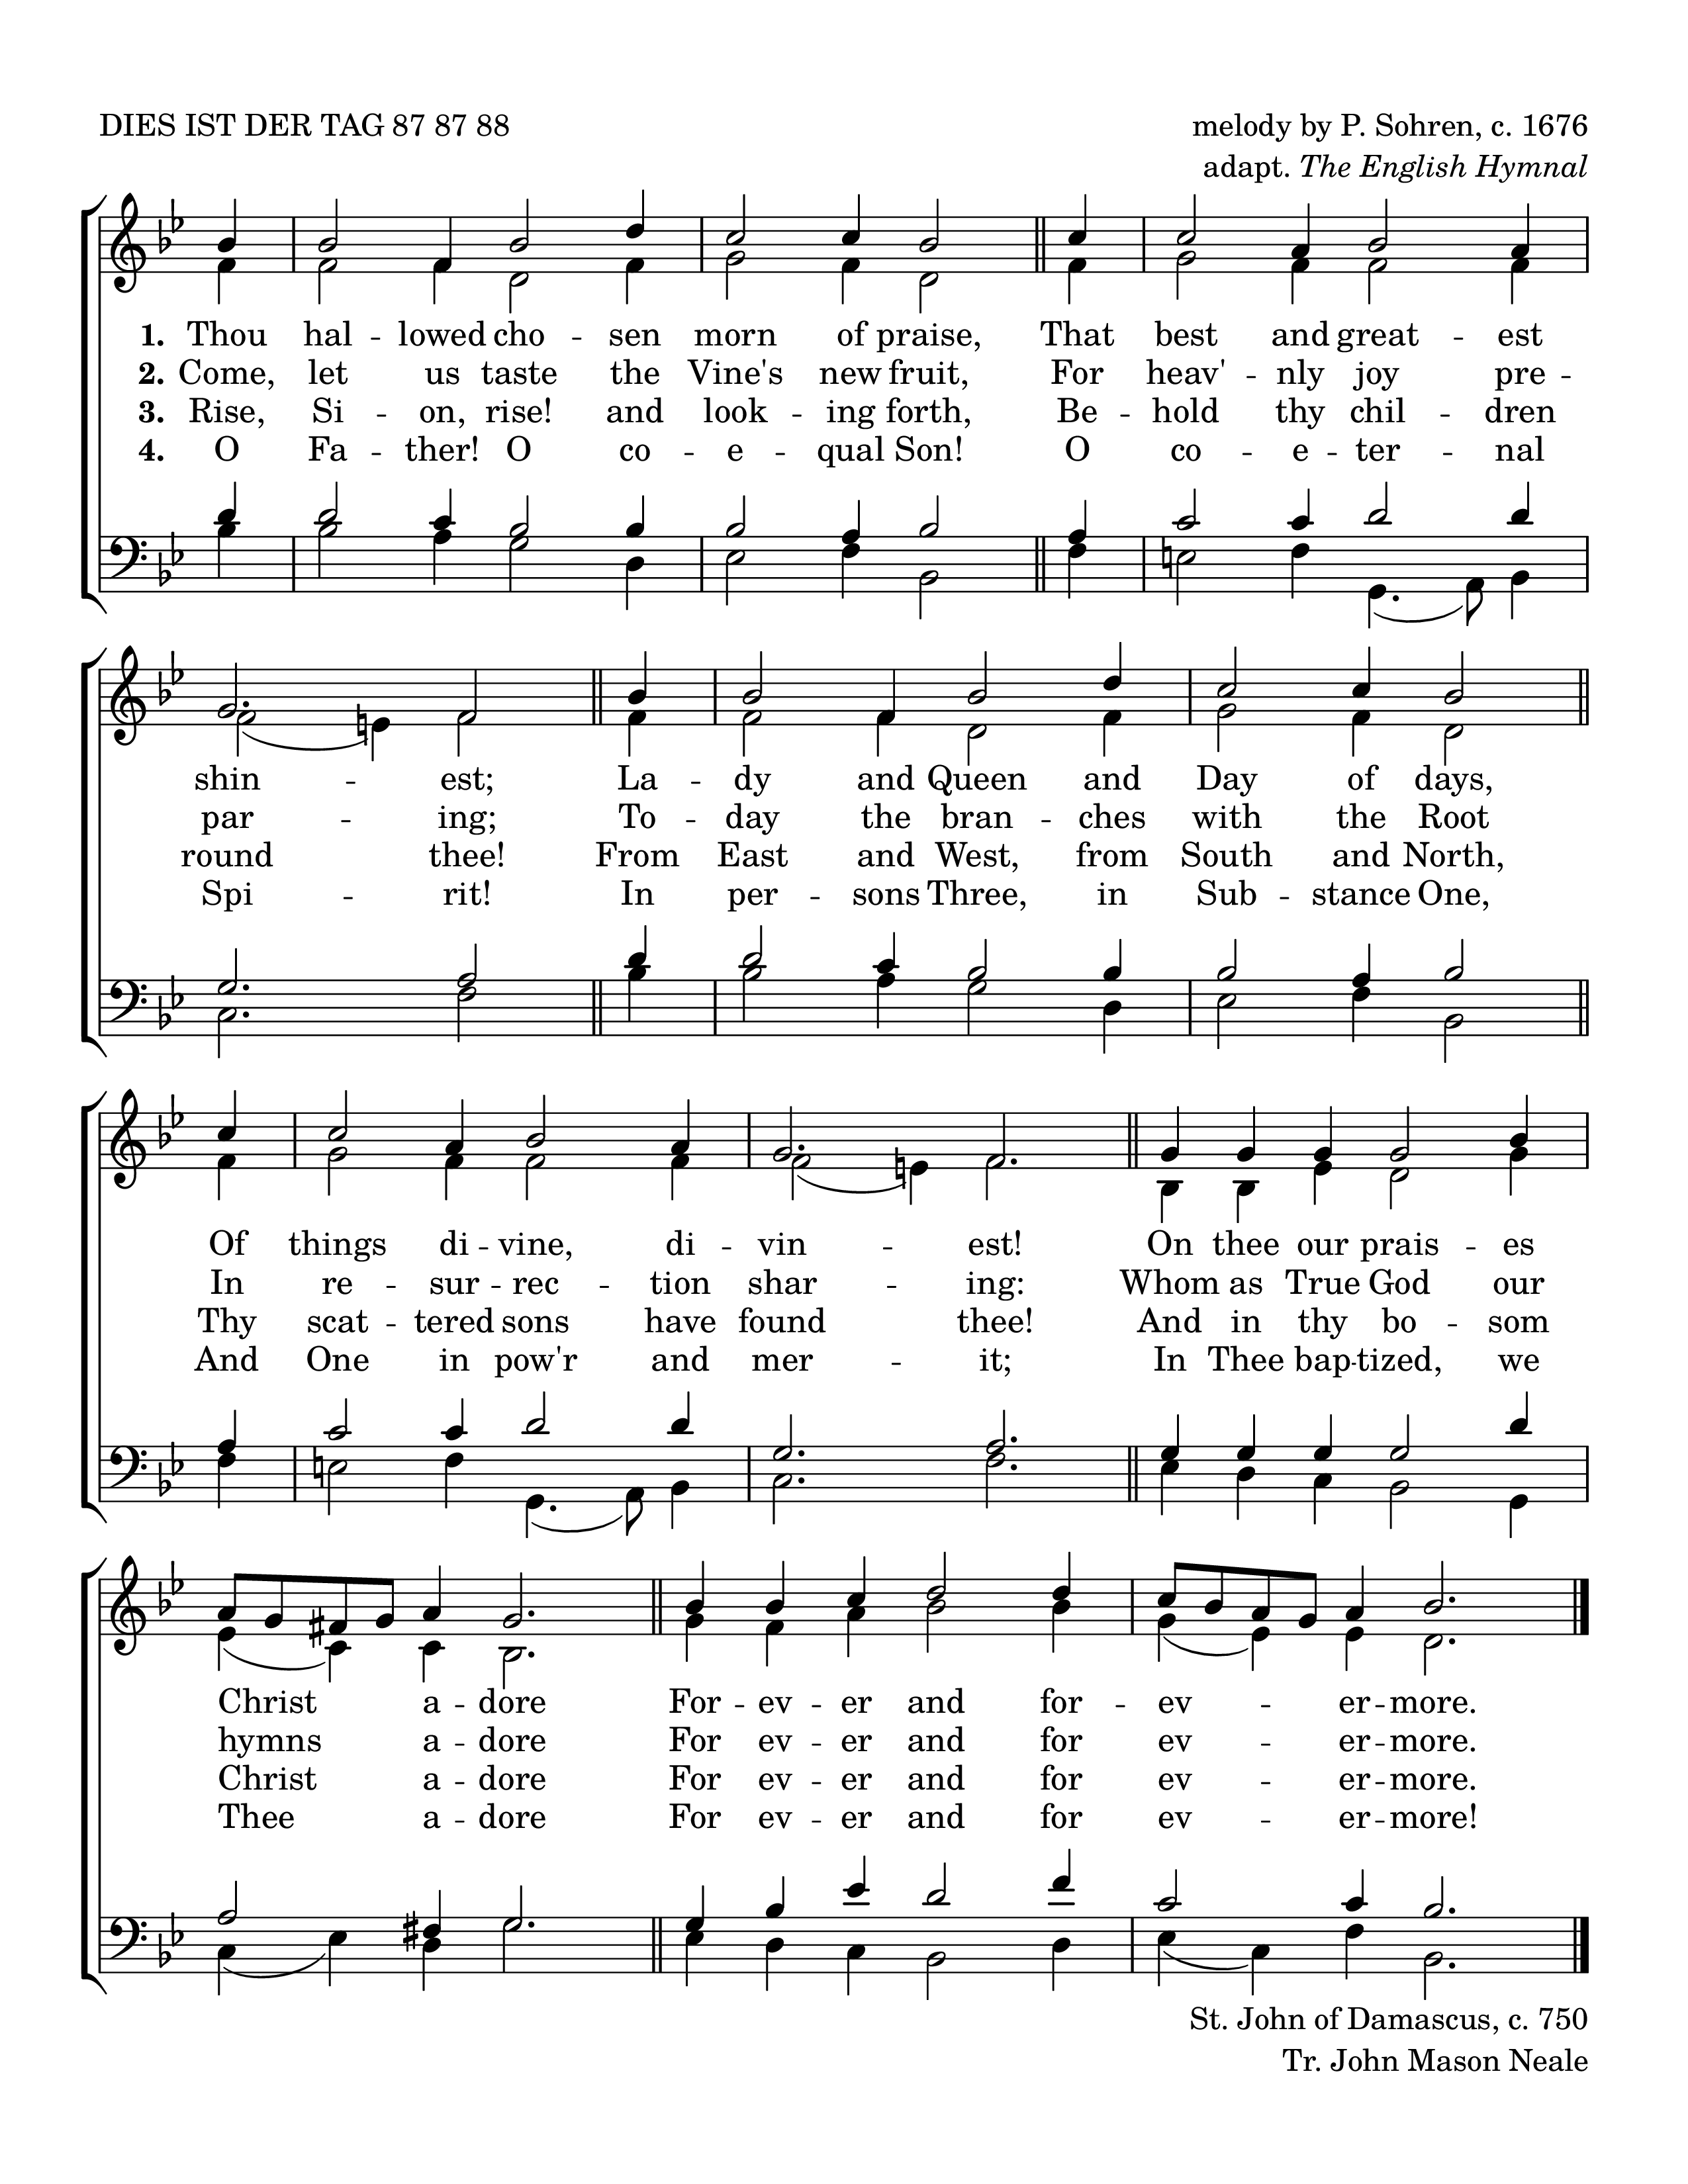 DIES IST DER TAG 87 87 88
melody by P. Sohren, c. 1676
adapt. The English Hymnal
1. Thou hal -- lowed cho -- sen morn of praise, That best and great -- est
2. Come, let us taste the Vine's new fruit, For heav' -- nly joy pre --
3. Rise, Si -- on, rise! and look -- ing forth, Be -- hold thy chil -- dren
4. O Fa -- ther! O co -- e -- qual Son! O co -- e -- ter -- nal
shin -- est; La -- dy and Queen and Day of days,
par -- ing; To -- day the bran -- ches with the Root
round thee! From East and West, from South and North,
Spi -- rit! In per -- sons Three, in Sub -- stance One,
Of things di -- vine, di -- vin -- est! On thee our prais -- es
In re -- sur -- rec -- tion shar -- ing: Whom as True God our
Thy scat -- tered sons have found thee! And in thy bo -- som
And One in pow'r and mer -- it; In Thee bap -- tized, we
Christ a -- dore For -- ev -- er and for -- ev -- er -- more.
hymns a -- dore For ev -- er and for ev -- er -- more.
Christ a -- dore For ev -- er and for ev -- er -- more.
Thee a -- dore For ev -- er and for ev -- er -- more!
St. John of Damascus, c. 750
Tr. John Mason Neale